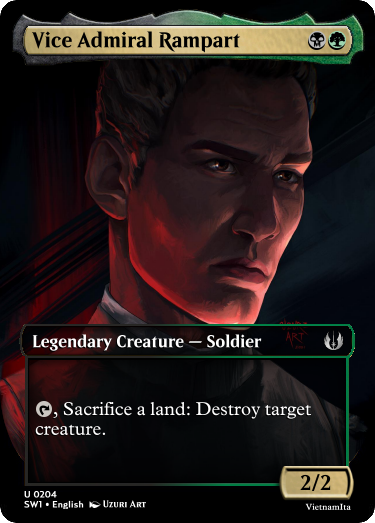 Vice Admiral Rampart
Legendary Creature — Soldier
, Sacrifice a land: Destroy target
creature.
2/2
U 0204
SW1 • English Uzuri Art
VietnamIta